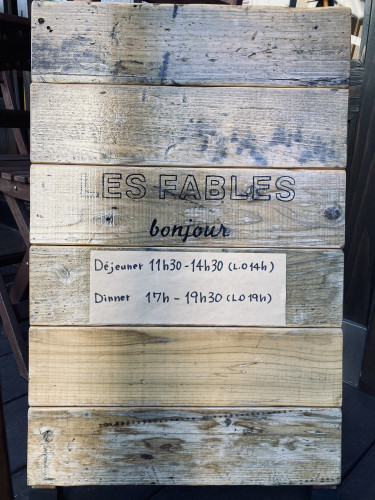 LES FABLES
bonjour
Déjeuner 11h30-14h30 (L.O 14h)
Dinner 17h - 19h30 (L.O 19h)